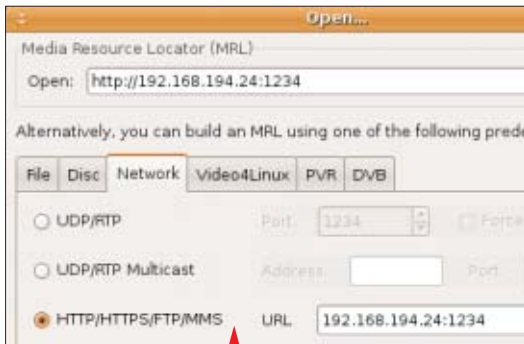 Open...
Media Resource Locator (MRL)
Open: http://192.168.194.24:1234
Alternatively, you can build an MRL using one of the following prede
File Disc Network Video4Linux PVR DVB
UDP/RTP Port 1234 Force
UDP/RTP Multicast Address Port
HTTP/HTTPS/FTP/MMS URL 192.168.194.24:1234